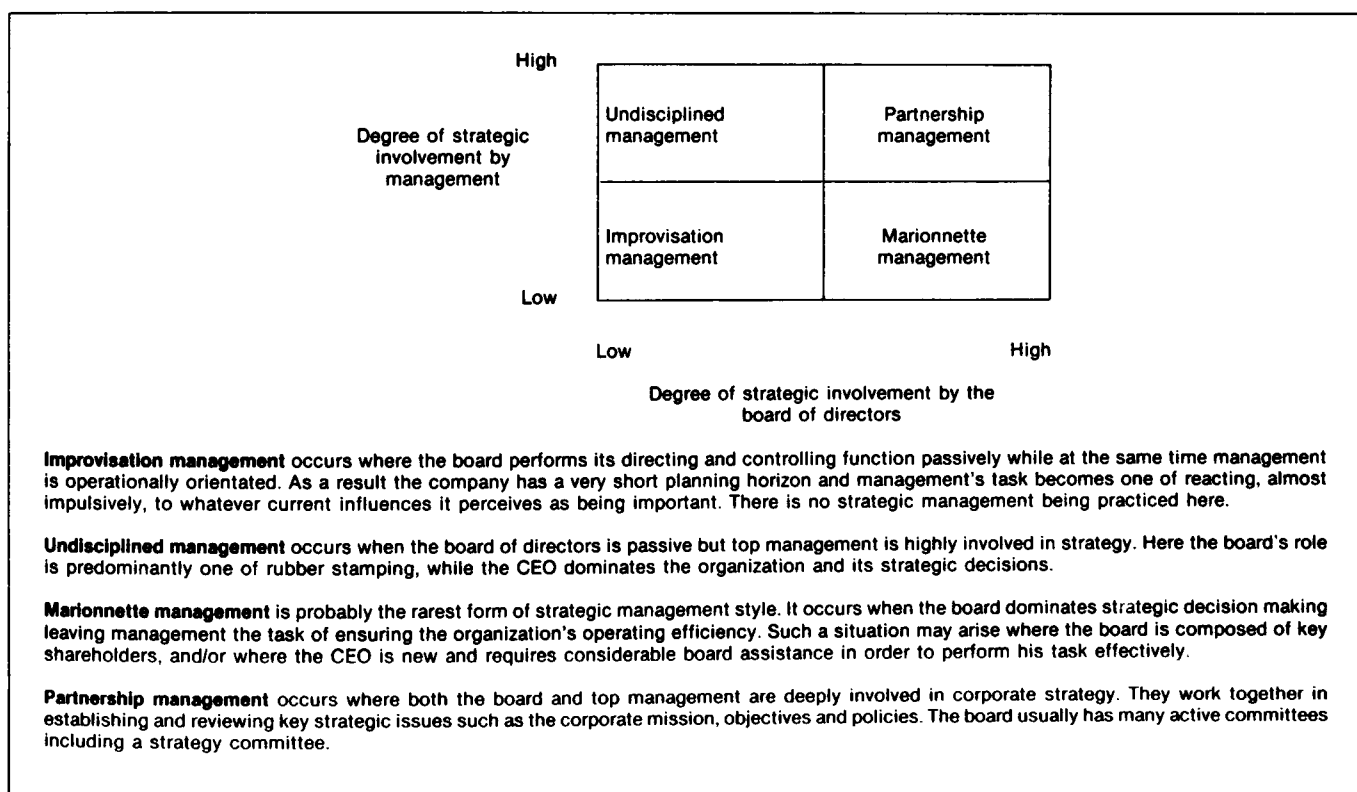 High
Degree of strategic
involvement by
management
Undisciplined
management
Partnership
management
Improvisation
management
Marionnette
management
Low
Low
High
Degree of strategic involvement by the
board of directors
Improvisation management occurs where the board performs its directing and controlling function passively while at the same time management
is operationally orientated. As a result the company has a very short planning horizon and management's task becomes one of reacting, almost
impulsively, to whatever current influences it perceives as being important. There is no strategic management being practiced here.
Undisciplined management occurs when the board of directors is passive but top management is highly involved in strategy. Here the board's role
is predominantly one of rubber stamping, while the CEO dominates the organization and its strategic decisions.
Marionnette management is probably the rarest form of strategic management style. It occurs when the board dominates strategic decision making
leaving management the task of ensuring the organization's operating efficiency. Such a situation may arise where the board is composed of key
shareholders, and/or where the CEO is new and requires considerable board assistance in order to perform his task effectively.
Partnership management occurs where both the board and top management are deeply involved in corporate strategy. They work together in
establishing and reviewing key strategic issues such as the corporate mission, objectives and policies. The board usually has many active committees
including a strategy committee.